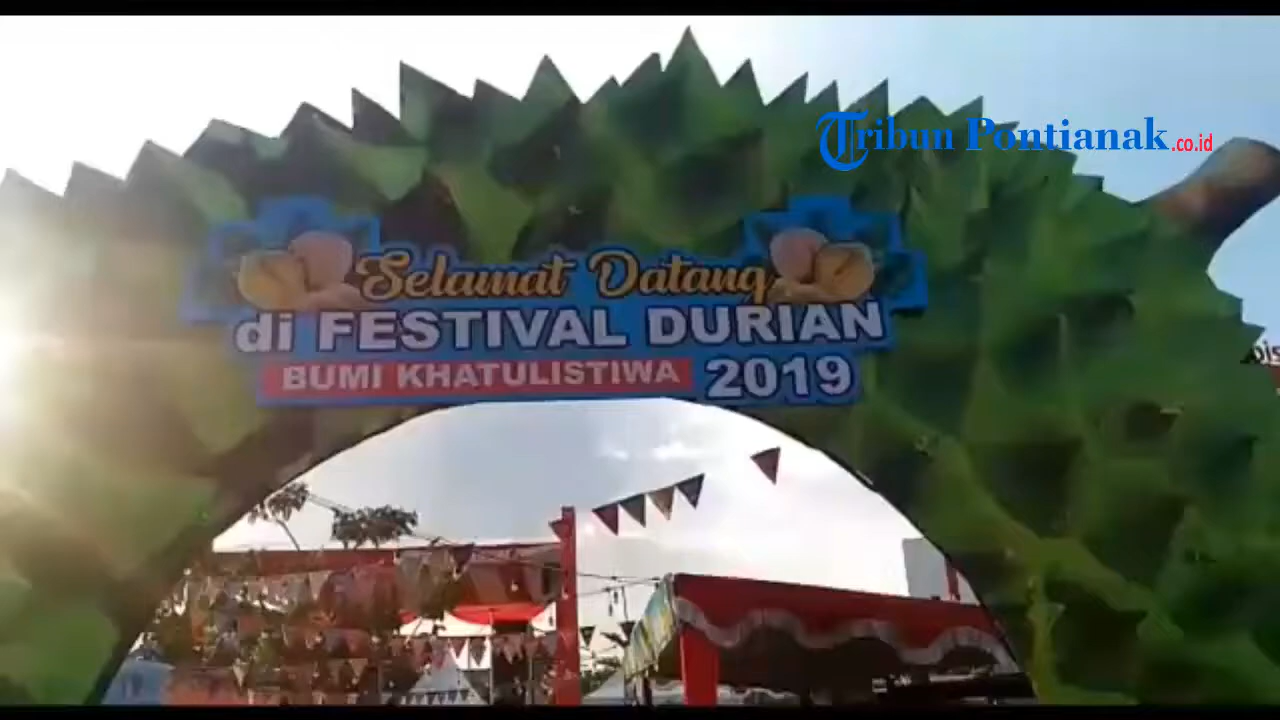 Tribun Pontianak.co.id
Selamat Datang
di FESTIVAL DURIAN
BUMI KHATULISTIWA 2019